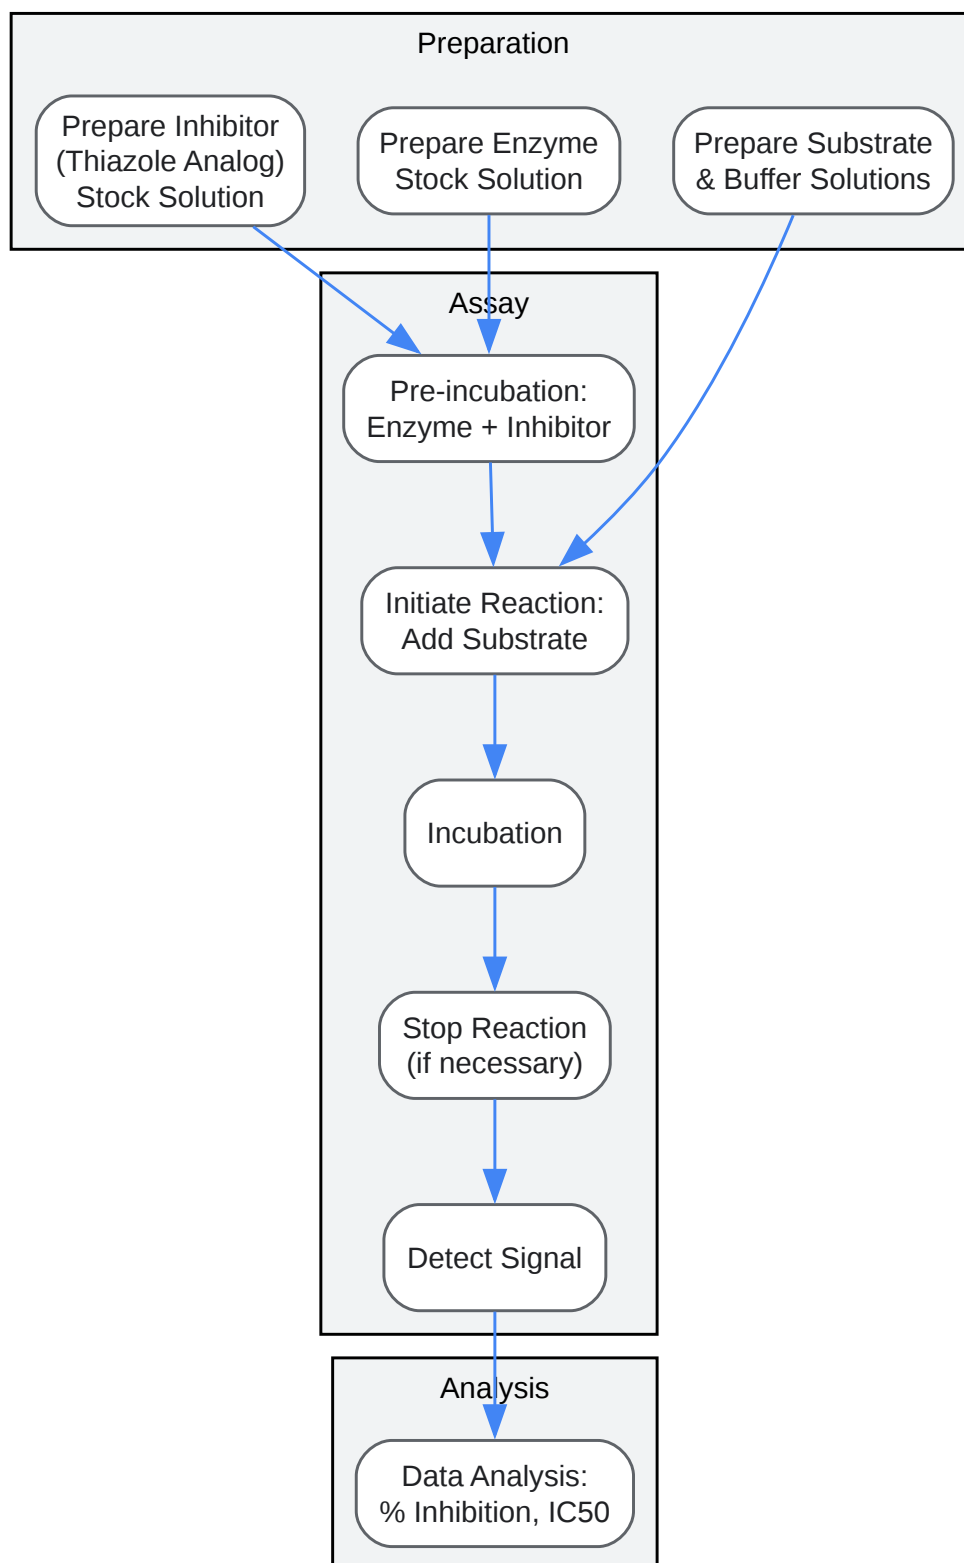 Preparation
Prepare Inhibitor
(Thiazole Analog)
Stock Solution
Prepare Enzyme
Stock Solution
Prepare Substrate
& Buffer Solutions
Assay
Pre-incubation:
Enzyme + Inhibitor
Initiate Reaction:
Add Substrate
Incubation
Stop Reaction
(if necessary)
Detect Signal
Analysis
Data Analysis:
% Inhibition, IC50